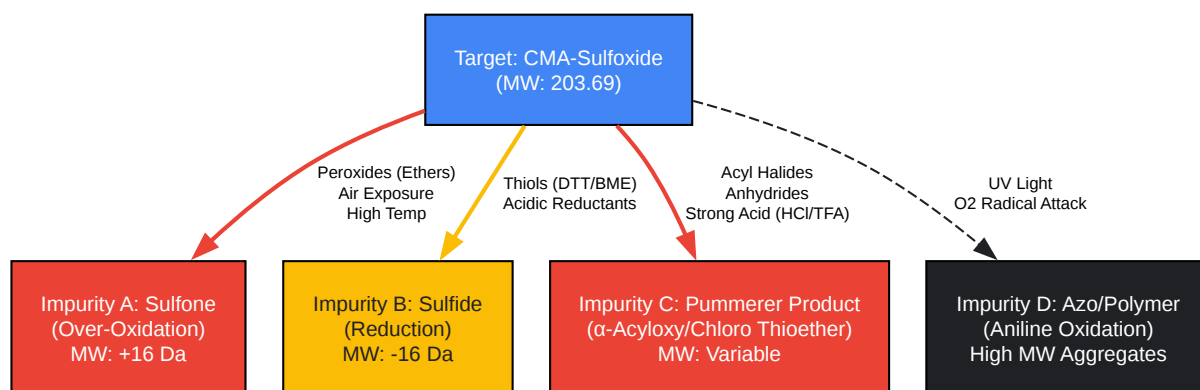 Target: CMA-Sulfoxide
(MW: 203.69)
Peroxides (Ethers)
Air Exposure
High Temp
Thiols (DTT/BME)
Acidic Reductants
Acyl Halides
Anhydrides
Strong Acid (HCl/TFA)
UV Light
O2 Radical Attack
Impurity A: Sulfone
(Over-Oxidation)
MW: +16 Da
Impurity B: Sulfide
(Reduction)
MW: -16 Da
Impurity C: Pummerer Product
(α-Acyloxy/Chloro Thioether)
MW: Variable
Impurity D: Azo/Polymer
(Aniline Oxidation)
High MW Aggregates